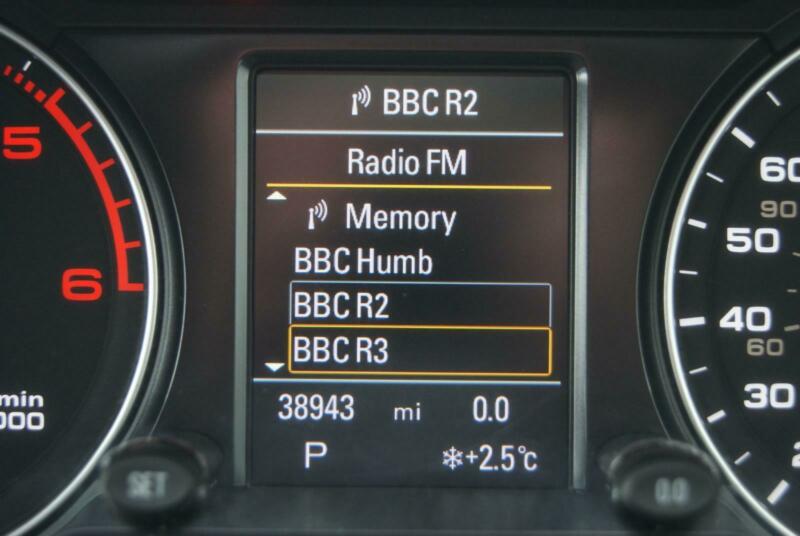 BBC R2
Radio FM
Memory
BBC Humb
BBC R2
BBC R3
38943 mi 0.0
P +2.5°C
5
6
min
000
60
90
50
40
60
30
SET
0.0